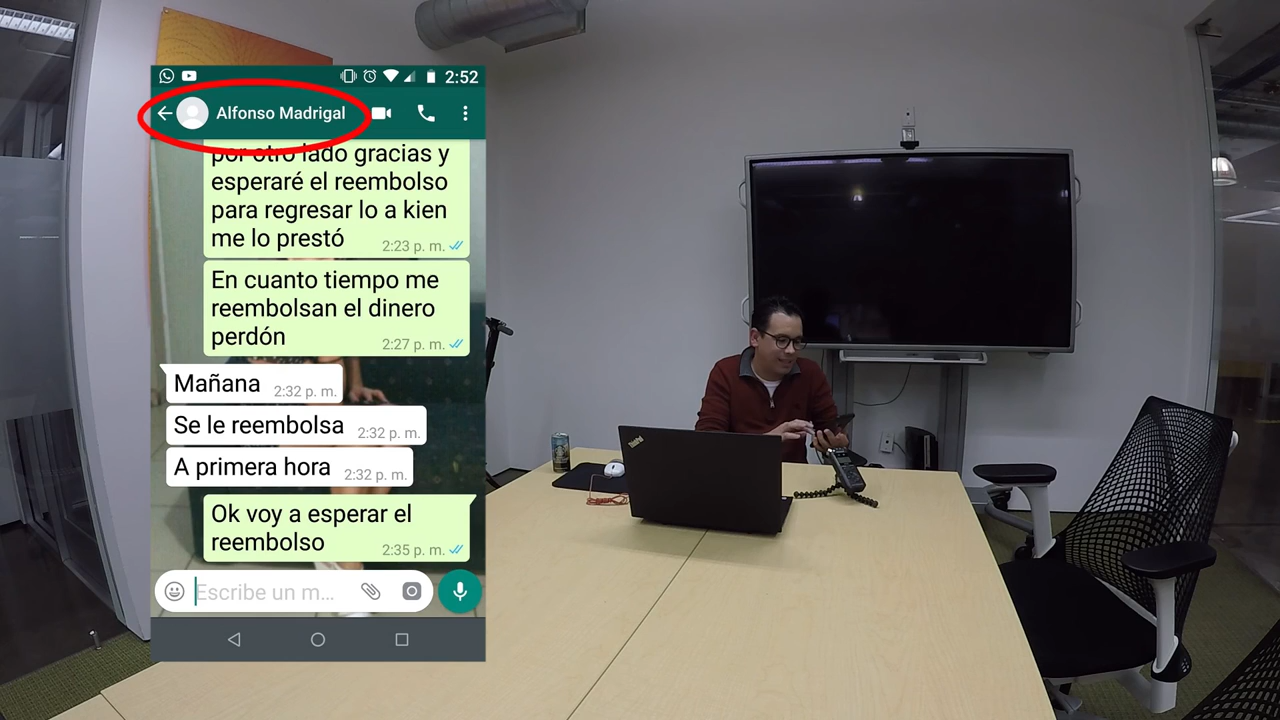 2:52
Alfonso Madrigal
por otro lado gracias y
esperaré el reembolso
para regresar lo a kien
me lo prestó 2:23 p. m.
En cuanto tiempo me
reembolsan el dinero
perdón 2:27 p. m.
Mañana 2:32 p. m.
Se le reembolsa 2:32 p. m.
A primera hora 2:32 p. m.
Ok voy a esperar el
reembolso 2:35 p. m.
Escribe un m...
ThinkPad